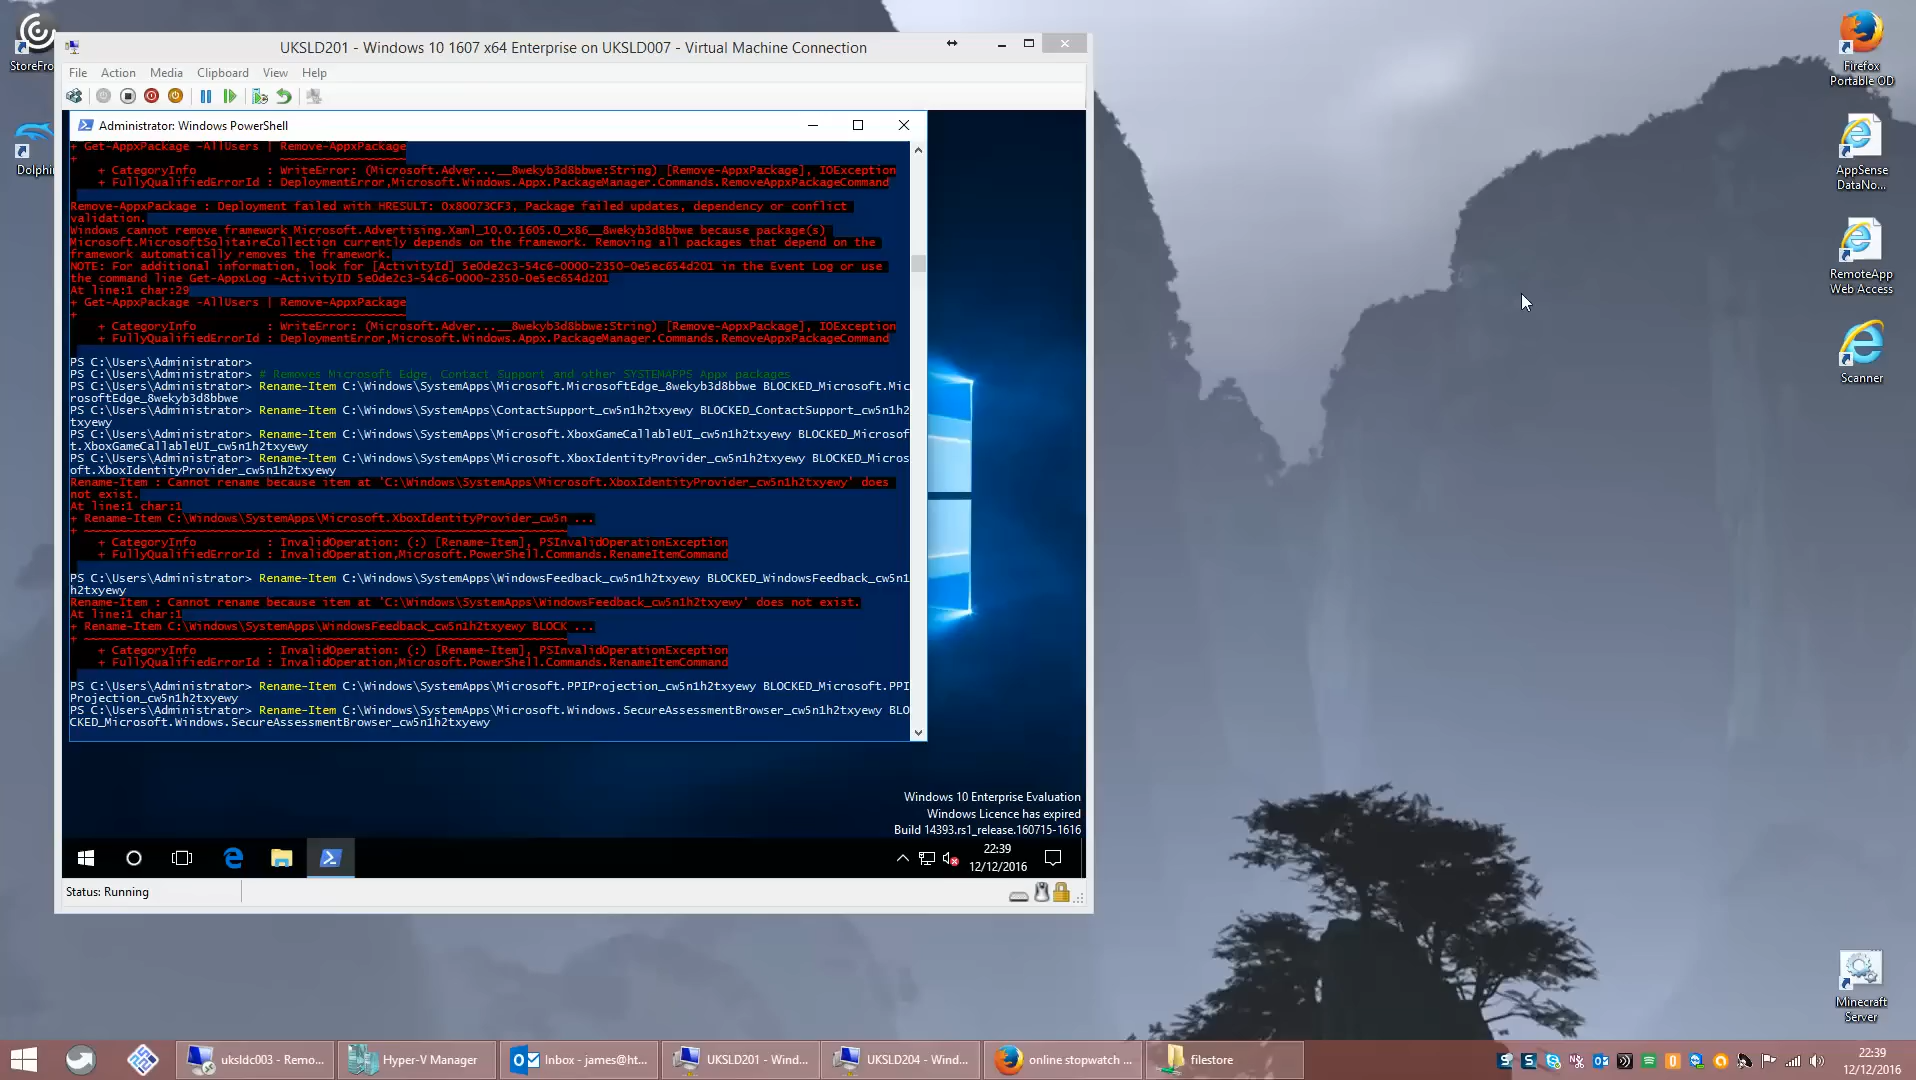 StoreFro
Dolphi
UKSLD201 - Windows 10 1607 x64 Enterprise on UKSLD007 - Virtual Machine Connection
File Action Media Clipboard View Help
Administrator: Windows PowerShell
+ Get-AppxPackage -AllUsers | Remove-AppxPackage
+ ~~~~~~~~~~~~~~~~~~
+ CategoryInfo : WriteError: (Microsoft.Adver...__8wekyb3d8bbwe:String) [Remove-AppxPackage], IOException
+ FullyQualifiedErrorId : DeploymentError,Microsoft.Windows.Appx.PackageManager.Commands.RemoveAppxPackageCommand
Remove-AppxPackage : Deployment failed with HRESULT: 0x80073CF3, Package failed updates, dependency or conflict
validation.
Windows cannot remove framework Microsoft.Advertising.Xaml_10.0.1605.0_x86__8wekyb3d8bbwe because package(s)
Microsoft.MicrosoftSolitaireCollection currently depends on the framework. Removing all packages that depend on the
framework automatically removes the framework.
NOTE: For additional information, look for [ActivityId] 5e0de2c3-54c6-0000-2350-0e5ec654d201 in the Event Log or use
the command line Get-AppxLog -ActivityID 5e0de2c3-54c6-0000-2350-0e5ec654d201
At line:1 char:29
+ Get-AppxPackage -AllUsers | Remove-AppxPackage
+ ~~~~~~~~~~~~~~~~~~
+ CategoryInfo : WriteError: (Microsoft.Adver...__8wekyb3d8bbwe:String) [Remove-AppxPackage], IOException
+ FullyQualifiedErrorId : DeploymentError,Microsoft.Windows.Appx.PackageManager.Commands.RemoveAppxPackageCommand
PS C:\Users\Administrator>
PS C:\Users\Administrator> # Removes Microsoft Edge, Contact Support and other SYSTEMAPPS Appx packages
PS C:\Users\Administrator> Rename-Item C:\Windows\SystemApps\Microsoft.MicrosoftEdge_8wekyb3d8bbwe BLOCKED_Microsoft.Mic
rosoftEdge_8wekyb3d8bbwe
PS C:\Users\Administrator> Rename-Item C:\Windows\SystemApps\ContactSupport_cw5n1h2txyewy BLOCKED_ContactSupport_cw5n1h2
txyewy
PS C:\Users\Administrator> Rename-Item C:\Windows\SystemApps\Microsoft.XboxGameCallableUI_cw5n1h2txyewy BLOCKED_Microsof
t.XboxGameCallableUI_cw5n1h2txyewy
PS C:\Users\Administrator> Rename-Item C:\Windows\SystemApps\Microsoft.XboxIdentityProvider_cw5n1h2txyewy BLOCKED_Micros
oft.XboxIdentityProvider_cw5n1h2txyewy
Rename-Item : Cannot rename because item at 'C:\Windows\SystemApps\Microsoft.XboxIdentityProvider_cw5n1h2txyewy' does
not exist.
At line:1 char:1
+ Rename-Item C:\Windows\SystemApps\Microsoft.XboxIdentityProvider_cw5n ...
+ ~~~~~~~~~~~~~~~~~~~~~~~~~~~~~~~~~~~~~~~~~~~~~~~~~~~~~~~~~~~~~~~~~~~~~
+ CategoryInfo : InvalidOperation: (:) [Rename-Item], PSInvalidOperationException
+ FullyQualifiedErrorId : InvalidOperation,Microsoft.PowerShell.Commands.RenameItemCommand
PS C:\Users\Administrator> Rename-Item C:\Windows\SystemApps\WindowsFeedback_cw5n1h2txyewy BLOCKED_WindowsFeedback_cw5n1
h2txyewy
Rename-Item : Cannot rename because item at 'C:\Windows\SystemApps\WindowsFeedback_cw5n1h2txyewy' does not exist.
At line:1 char:1
+ Rename-Item C:\Windows\SystemApps\WindowsFeedback_cw5n1h2txyewy BLOCK ...
+ ~~~~~~~~~~~~~~~~~~~~~~~~~~~~~~~~~~~~~~~~~~~~~~~~~~~~~~~~~~~~~~~~~~~~~
+ CategoryInfo : InvalidOperation: (:) [Rename-Item], PSInvalidOperationException
+ FullyQualifiedErrorId : InvalidOperation,Microsoft.PowerShell.Commands.RenameItemCommand
PS C:\Users\Administrator> Rename-Item C:\Windows\SystemApps\Microsoft.PPIProjection_cw5n1h2txyewy BLOCKED_Microsoft.PPI
Projection_cw5n1h2txyewy
PS C:\Users\Administrator> Rename-Item C:\Windows\SystemApps\Microsoft.Windows.SecureAssessmentBrowser_cw5n1h2txyewy BLO
CKED_Microsoft.Windows.SecureAssessmentBrowser_cw5n1h2txyewy
Windows 10 Enterprise Evaluation
Windows Licence has expired
Build 14393.rs1_release.160715-1616
22:39
12/12/2016
Status: Running
Firefox
Portable OD
AppSense
DataNo...
RemoteApp
Web Access
Scanner
Minecraft
Server
uksldc003 - Remo...
Hyper-V Manager
Inbox - james@ht...
UKSLD201 - Wind...
UKSLD204 - Wind...
online stopwatch ...
filestore
22:39
12/12/2016